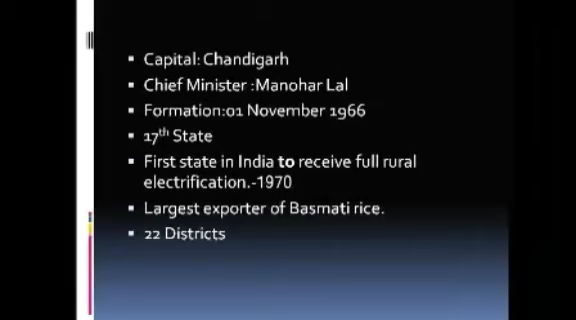 Capital: Chandigarh
Chief Minister :Manohar Lal
Formation:01 November 1966
17th State
First state in India to receive full rural
electrification.-1970
Largest exporter of Basmati rice.
22 Districts